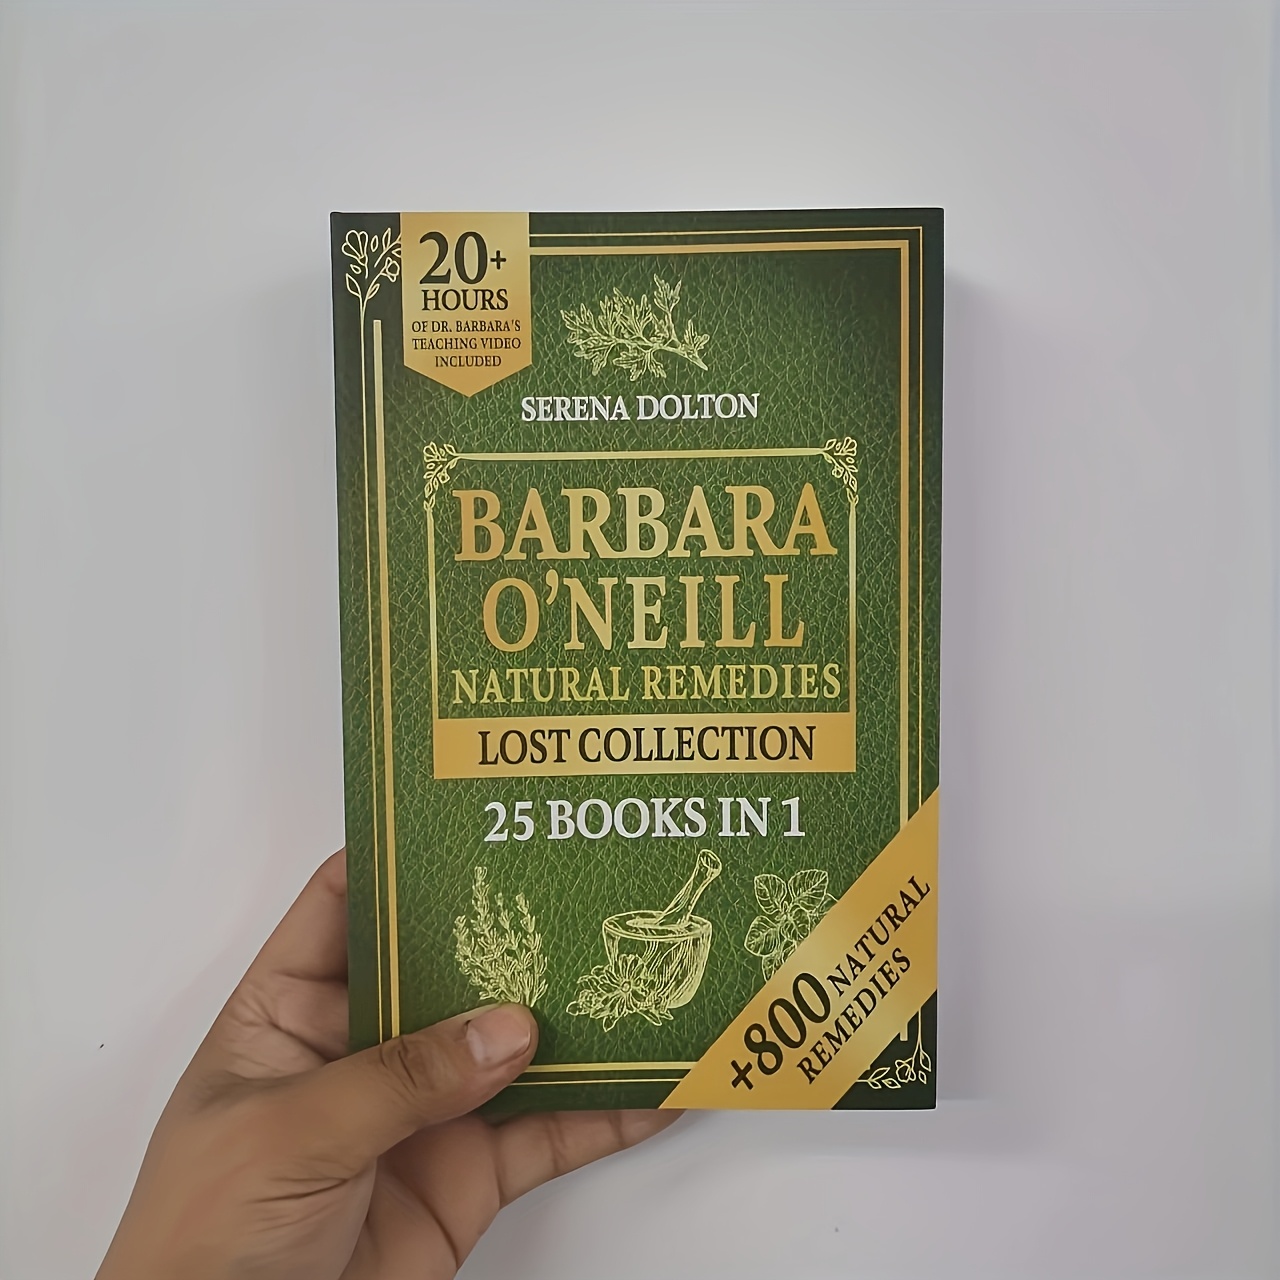 20+
HOURS
OF DR. BARBARA'S
TEACHING VIDEO
INCLUDED
SERENA DOLTON
BARBARA
O'NEILL
NATURAL REMEDIES
LOST COLLECTION
25 BOOKS IN 1
+800 NATURAL
REMEDIES